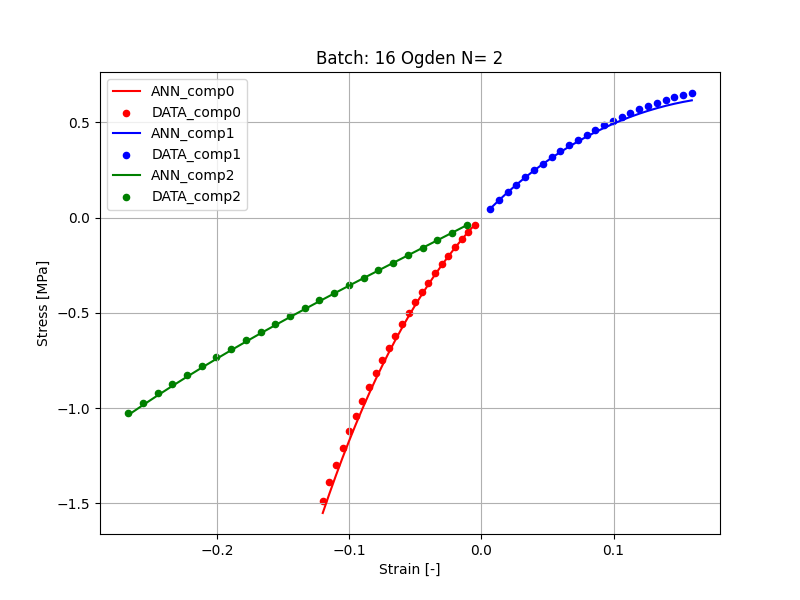 Batch: 16 Ogden N= 2
ANN_comp0
DATA_comp0
ANN_comp1
DATA_comp1
ANN_comp2
DATA_comp2
0.5
0.0
−0.5
−1.0
−1.5
Stress [MPa]
−0.2
−0.1
0.0
0.1
Strain [-]